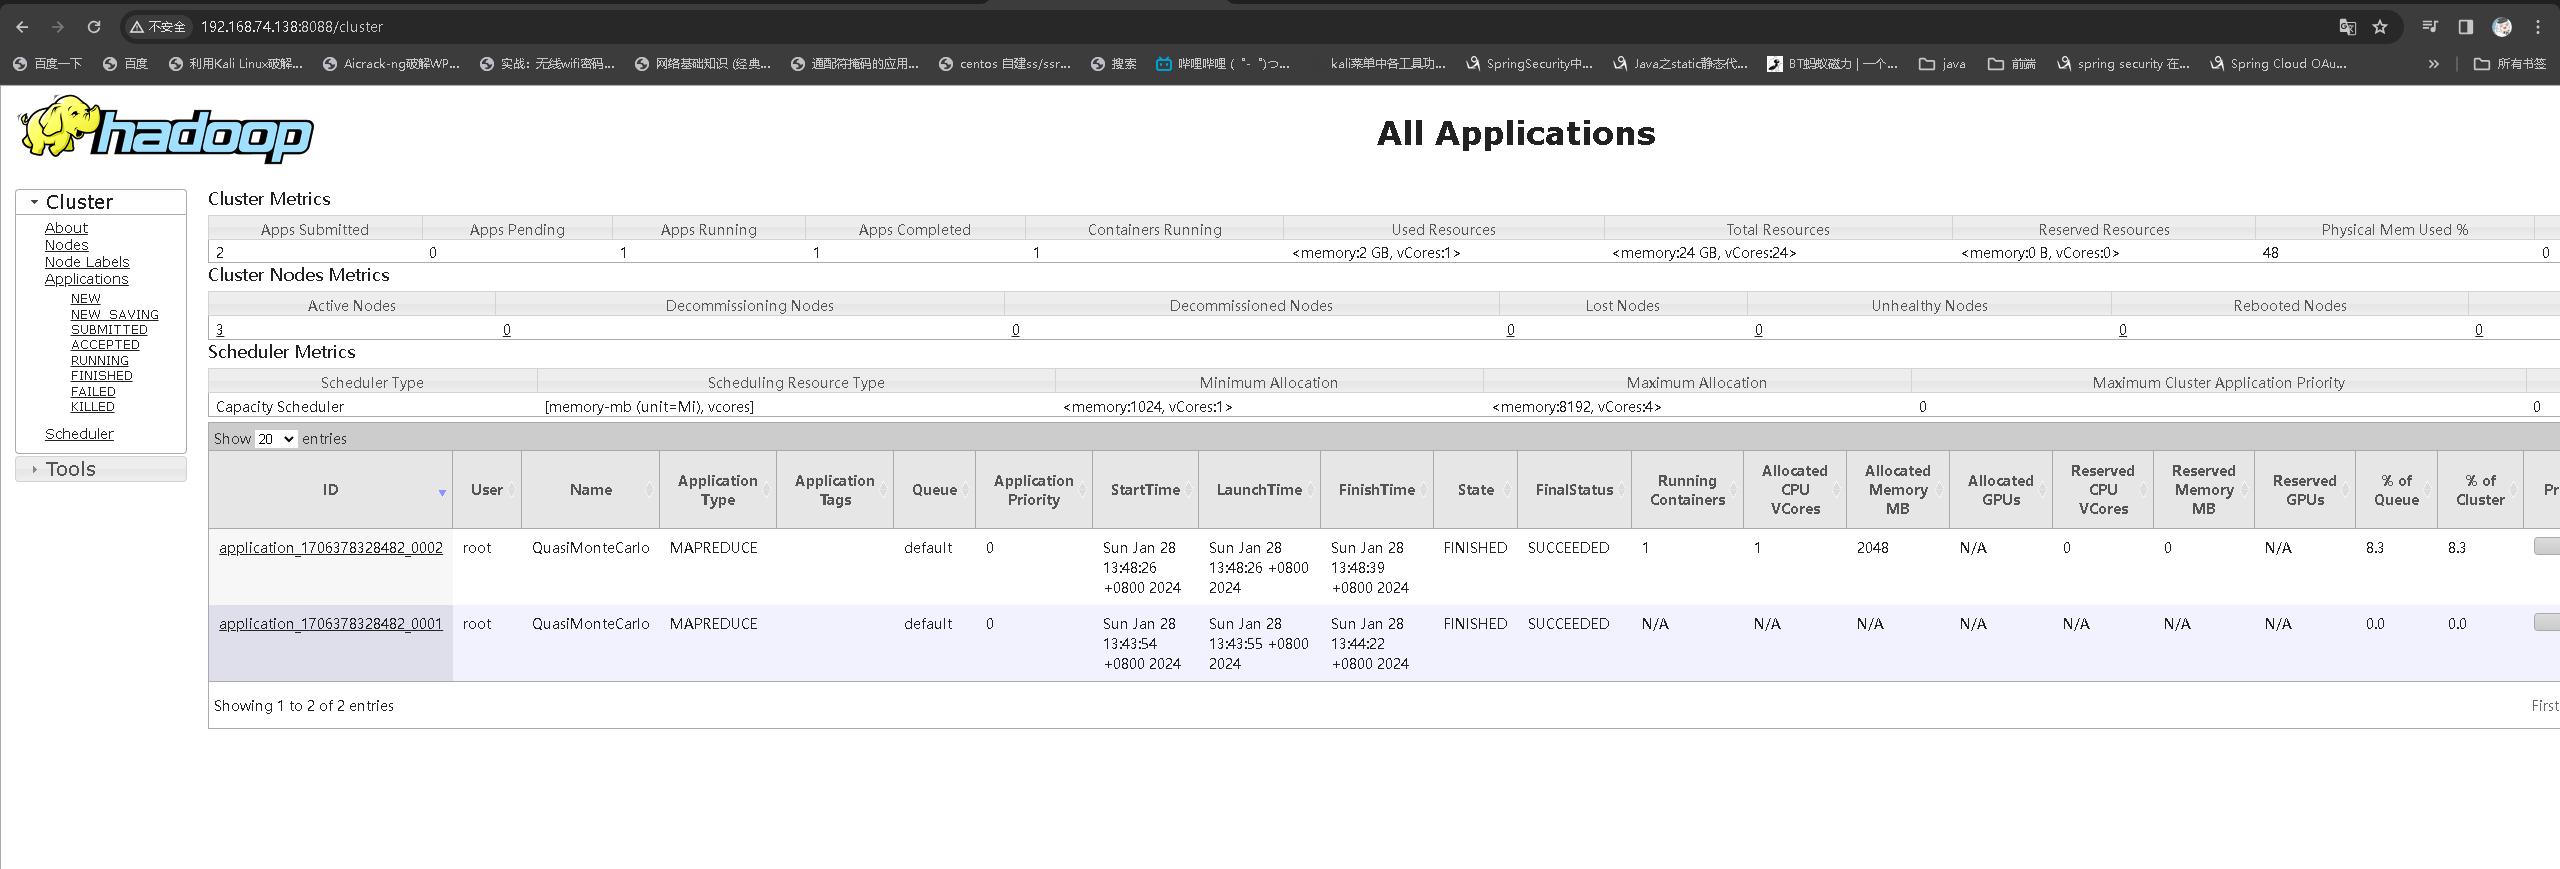 不安全 192.168.74.138:8088/cluster
百度一下 百度 利用Kali Linux破解... Aicrack-ng破解WP... 实战：无线wifi密码... 网络基础知识 (经典... 通配符掩码的应用... centos 自建ss/ssr... 搜索 哔哩哔哩 (゜-゜)つ... kali菜单中各工具功... SpringSecurity中... Java之static静态代... BT蚂蚁磁力 | 一个... java 前端 spring security 在... Spring Cloud OAu... » 所有书签
hadoop
All Applications
Cluster
About
Nodes
Node Labels
Applications
NEW
NEW_SAVING
SUBMITTED
ACCEPTED
RUNNING
FINISHED
FAILED
KILLED
Scheduler
Tools
Cluster Metrics
Apps Submitted Apps Pending Apps Running Apps Completed Containers Running Used Resources Total Resources Reserved Resources Physical Mem Used %
2 0 1 1 1 <memory:2 GB, vCores:1> <memory:24 GB, vCores:24> <memory:0 B, vCores:0> 48 0
Cluster Nodes Metrics
Active Nodes Decommissioning Nodes Decommissioned Nodes Lost Nodes Unhealthy Nodes Rebooted Nodes
3 0 0 0 0 0 0
Scheduler Metrics
Scheduler Type Scheduling Resource Type Minimum Allocation Maximum Allocation Maximum Cluster Application Priority
Capacity Scheduler [memory-mb (unit=Mi), vcores] <memory:1024, vCores:1> <memory:8192, vCores:4> 0 0
Show 20 entries
ID User Name Application Type Application Tags Queue Application Priority StartTime LaunchTime FinishTime State FinalStatus Running Containers Allocated CPU VCores Allocated Memory MB Allocated GPUs Reserved CPU VCores Reserved Memory MB Reserved GPUs % of Queue % of Cluster Pr
application_1706378328482_0002 root QuasiMonteCarlo MAPREDUCE default 0 Sun Jan 28 13:48:26 +0800 2024 Sun Jan 28 13:48:26 +0800 2024 Sun Jan 28 13:48:39 +0800 2024 FINISHED SUCCEEDED 1 1 2048 N/A 0 0 N/A 8.3 8.3
application_1706378328482_0001 root QuasiMonteCarlo MAPREDUCE default 0 Sun Jan 28 13:43:54 +0800 2024 Sun Jan 28 13:43:55 +0800 2024 Sun Jan 28 13:44:22 +0800 2024 FINISHED SUCCEEDED N/A N/A N/A N/A N/A N/A N/A 0.0 0.0
Showing 1 to 2 of 2 entries First